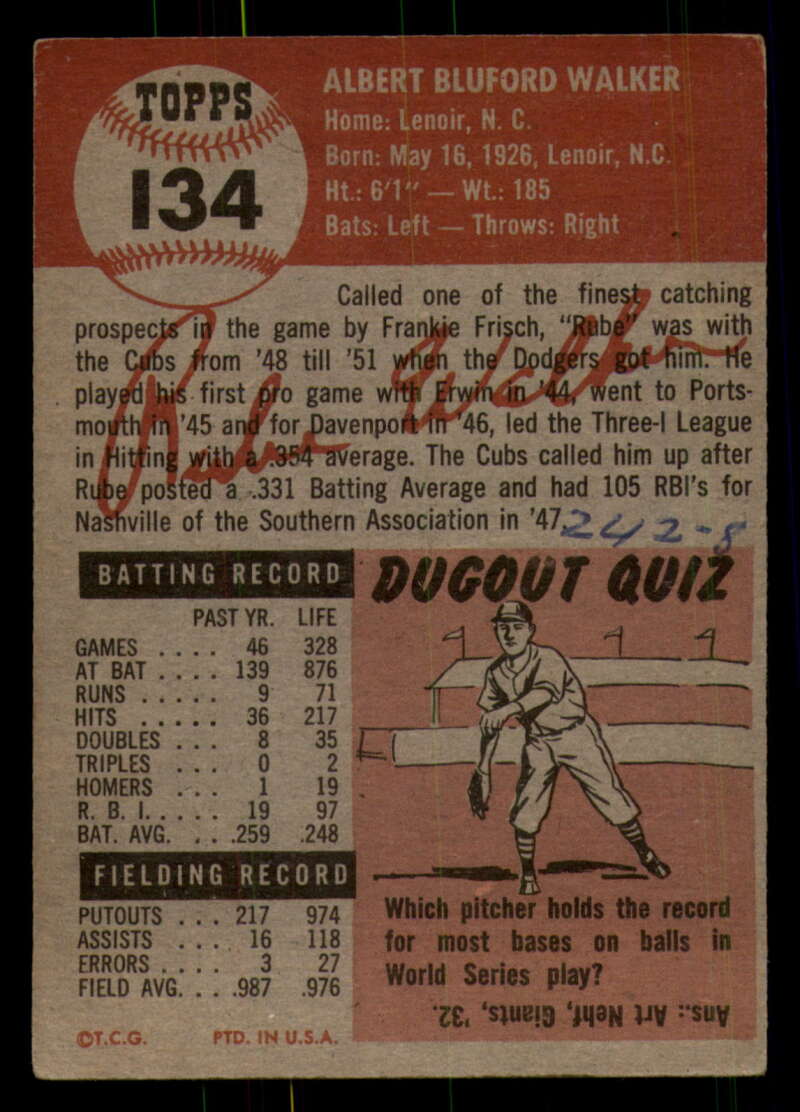 TOPPS
134
ALBERT BLUFORD WALKER
Home: Lenoir, N. C.
Born: May 16, 1926, Lenoir, N.C.
Ht.: 6'1" — Wt.: 185
Bats: Left — Throws: Right
Called one of the finest catching
prospects in the game by Frankie Frisch, "Rube" was with
the Cubs from '48 till '51 when the Dodgers got him. He
played his first pro game with Erwin in '44, went to Ports-
mouth in '45 and for Davenport in '46, led the Three-I League
in Hitting with a .354 average. The Cubs called him up after
Rube posted a .331 Batting Average and had 105 RBI's for
Nashville of the Southern Association in '47.
Rube Walker
242-8
BATTING RECORD
PAST YR. LIFE
GAMES .... 46 328
AT BAT .... 139 876
RUNS ..... 9 71
HITS ..... 36 217
DOUBLES ... 8 35
TRIPLES ... 0 2
HOMERS ... 1 19
R. B. I. .... 19 97
BAT. AVG. ... .259 .248
FIELDING RECORD
PUTOUTS ... 217 974
ASSISTS .... 16 118
ERRORS .... 3 27
FIELD AVG. ... .987 .976
©T.C.G. PTD. IN U.S.A.
DUGOUT QUIZ
Which pitcher holds the record
for most bases on balls in
World Series play?
Ans.: Art Nehf, Giants, '32.